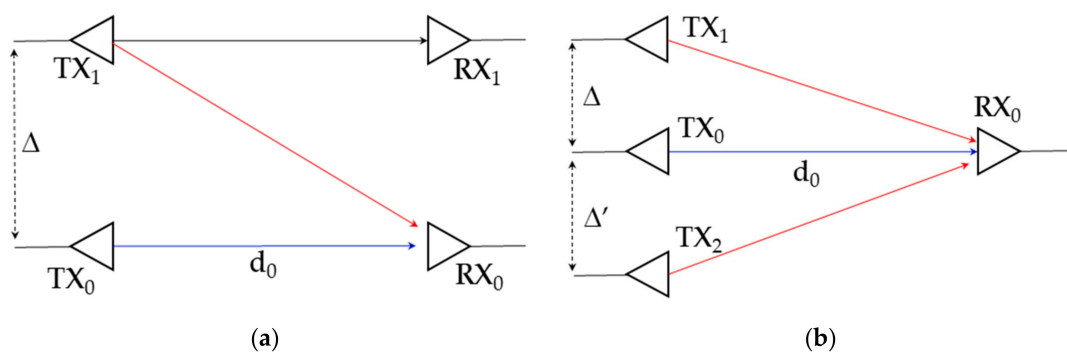 TX₁
RX₁
Δ
TX₀
d₀
RX₀
(a)
TX₁
Δ
TX₀
RX₀
d₀
Δ′
TX₂
(b)